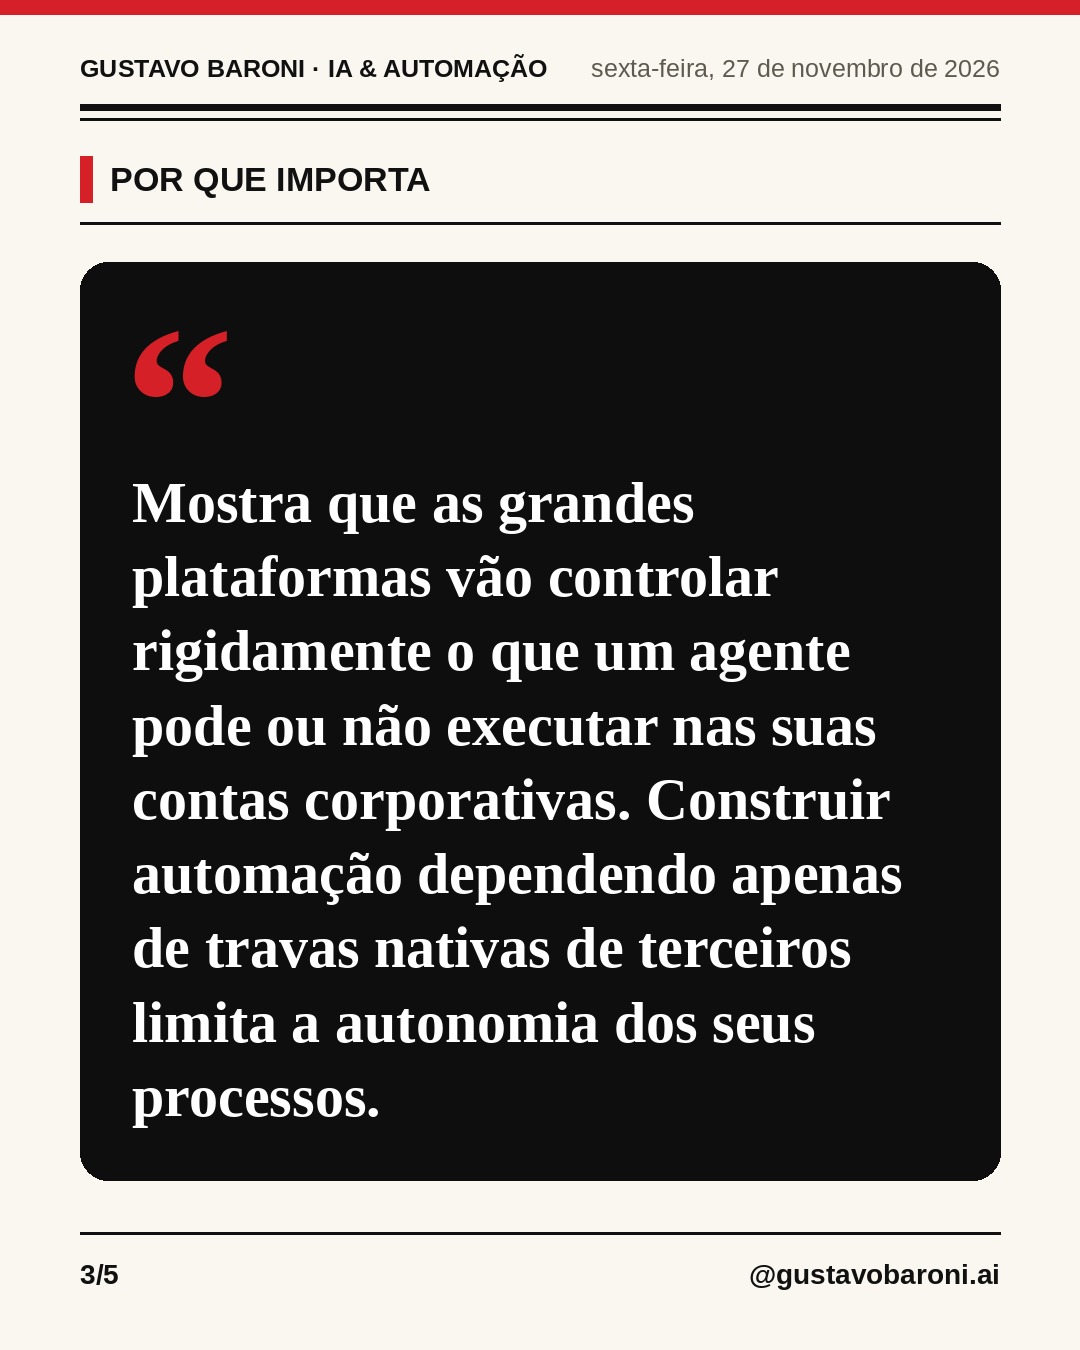 GUSTAVO BARONI · IA & AUTOMAÇÃO
sexta-feira, 27 de novembro de 2026
POR QUE IMPORTA
“
Mostra que as grandes
plataformas vão controlar
rigidamente o que um agente
pode ou não executar nas suas
contas corporativas. Construir
automação dependendo apenas
de travas nativas de terceiros
limita a autonomia dos seus
processos.
3/5
@gustavobaroni.ai